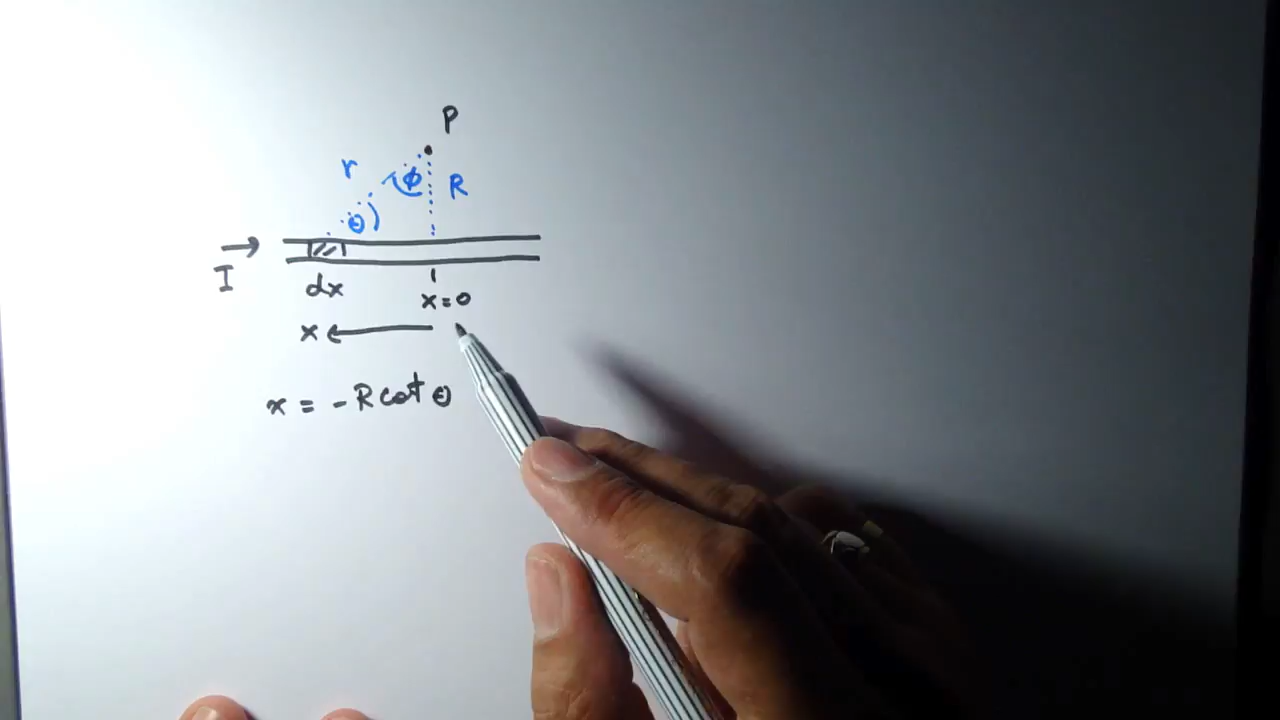 P
r
ϕ
R
θ
I
dx
x=0
x
x = -R cot θ